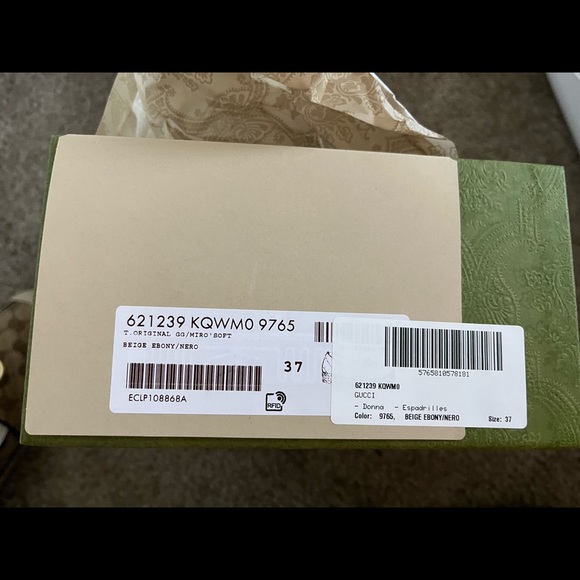 621239 KQWM0 9765
T.ORIGINAL GG/MIRO'SOFT
BEIGE EBONY/NERO
37
ECLP108868A
RFID
5765810578181
621239 KQWM0
GUCCI
- Donna - Espadrilles
Color: 9765, BEIGE EBONY/NERO Size: 37